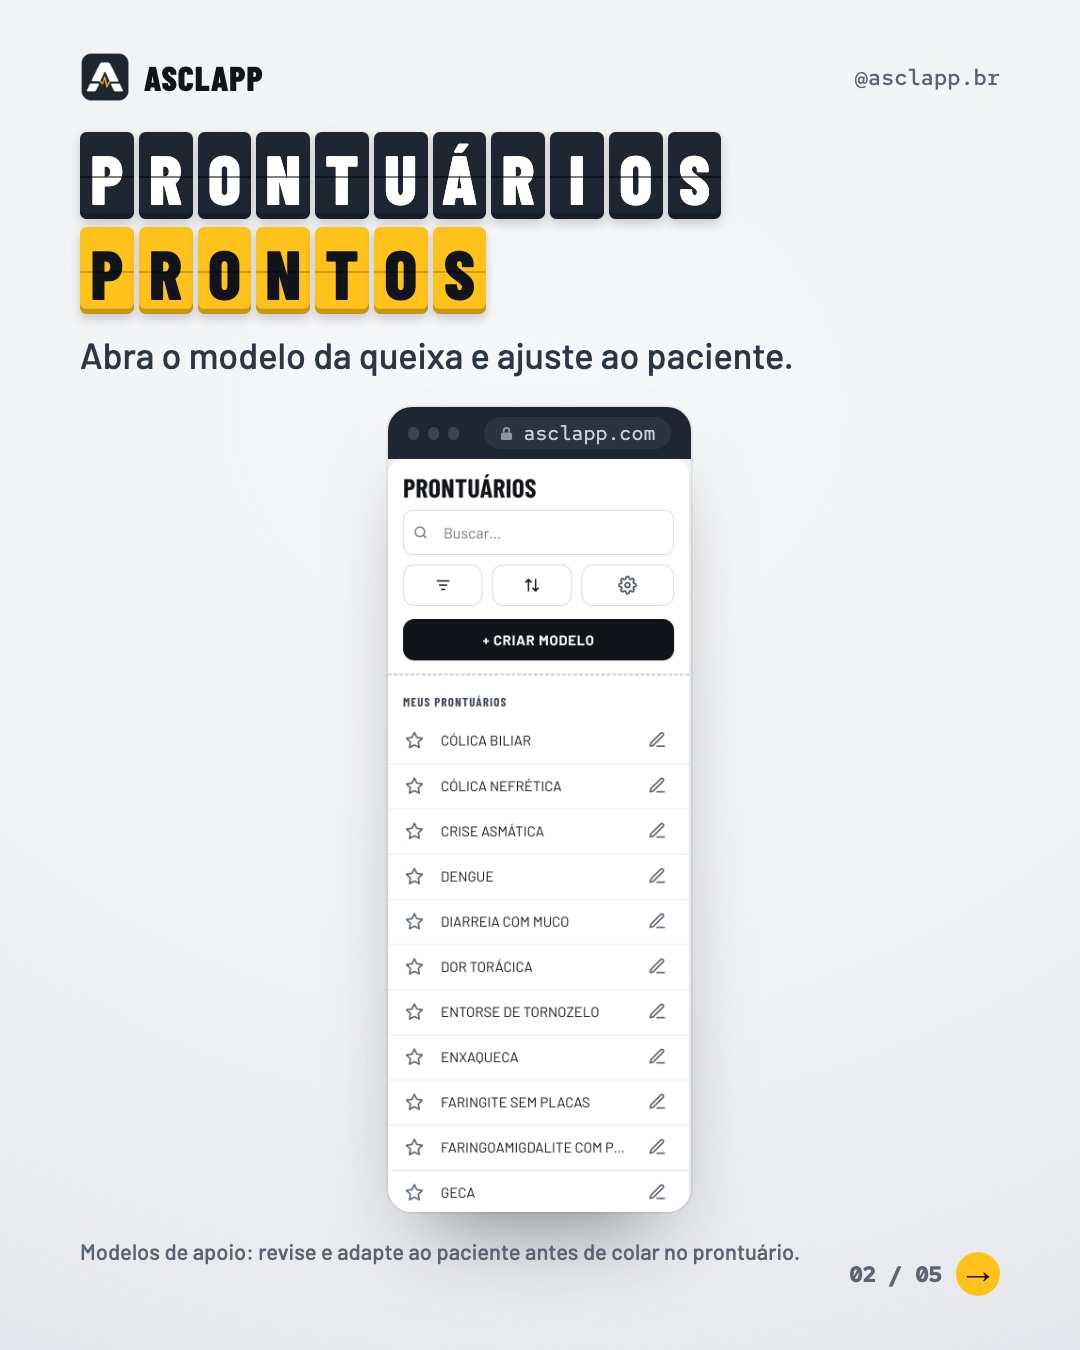 ASCLAPP
@asclapp.br
PRONTUÁRIOS
PRONTOS
Abra o modelo da queixa e ajuste ao paciente.
asclapp.com
PRONTUÁRIOS
Buscar...
+ CRIAR MODELO
MEUS PRONTUÁRIOS
CÓLICA BILIAR
CÓLICA NEFRÉTICA
CRISE ASMÁTICA
DENGUE
DIARREIA COM MUCO
DOR TORÁCICA
ENTORSE DE TORNOZELO
ENXAQUECA
FARINGITE SEM PLACAS
FARINGOAMIGDALITE COM P...
GECA
Modelos de apoio: revise e adapte ao paciente antes de colar no prontuário.
02 / 05 →